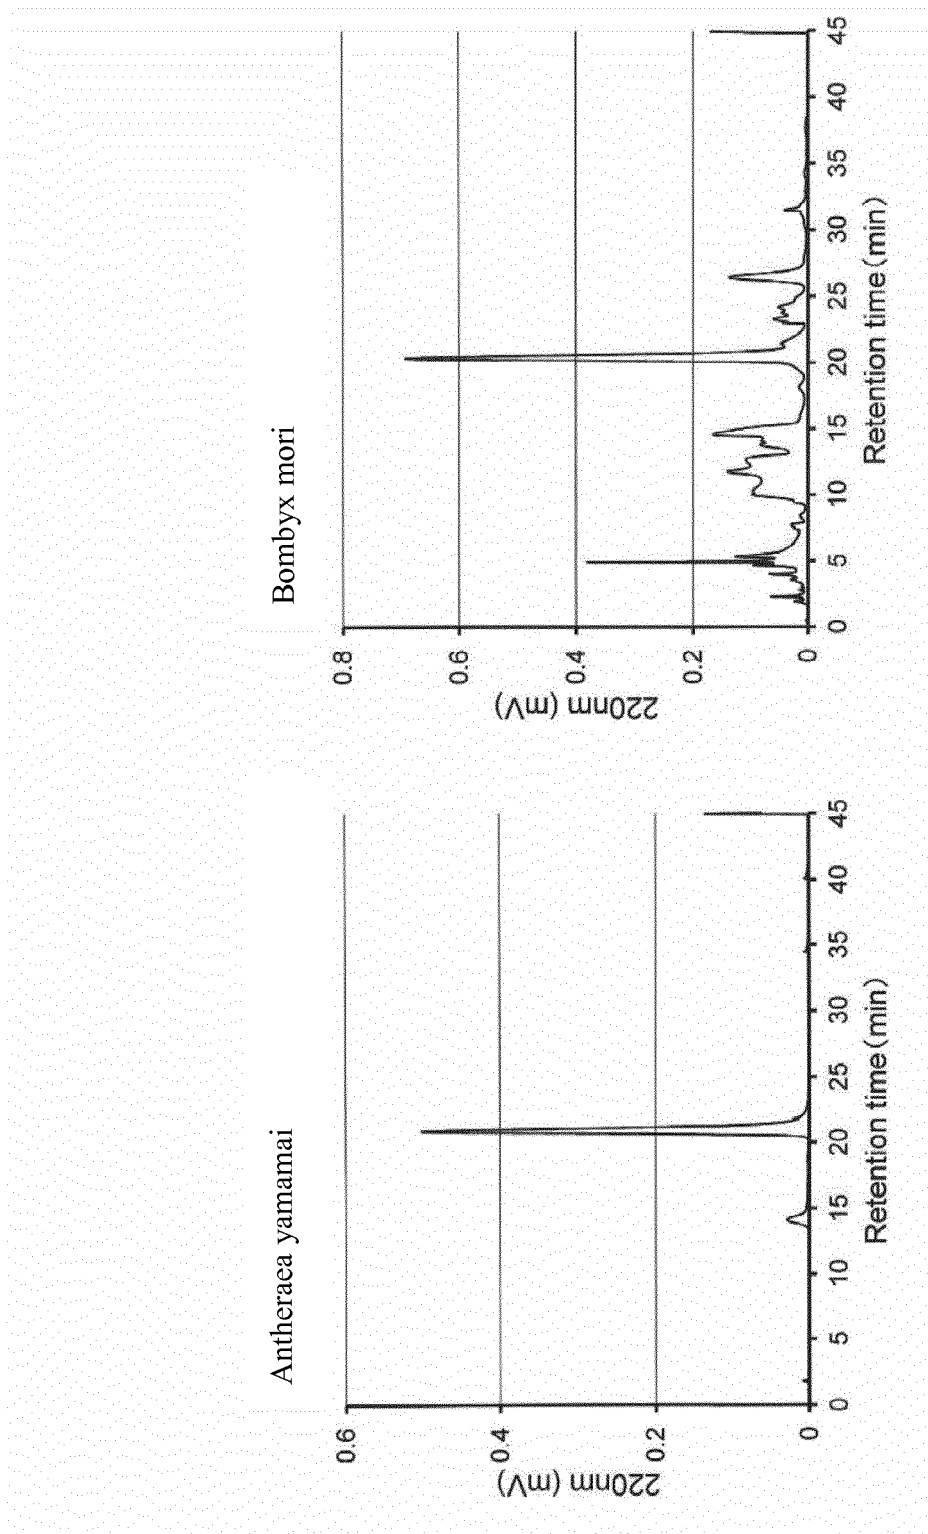 Antheraea yamamai
220nm (mV)
0.6
0.4
0.2
0
0 5 10 15 20 25 30 35 40 45
Retention time(min)
Bombyx mori
220nm (mV)
0.8
0.6
0.4
0.2
0
0 5 10 15 20 25 30 35 40 45
Retention time(min)